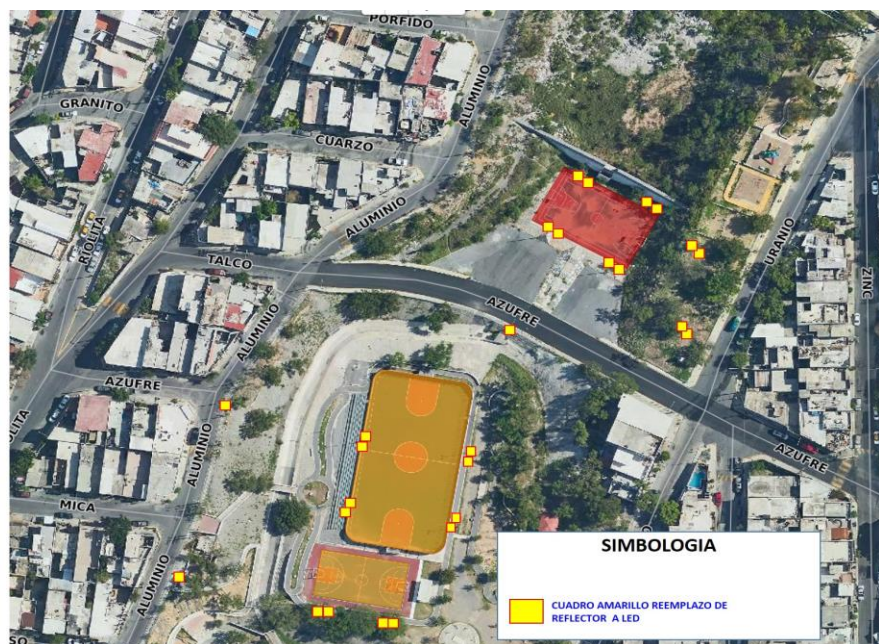 PORFIDO
ALUMINIO
GRANITO
CUARZO
RIOLITA
ALUMINIO
TALCO
URANIO
ZINC
AZUFRE
ALUMINIO
AZUFRE
AZUFRE
MICA
ALUMINIO
SIMBOLOGIA
CUADRO AMARILLO REEMPLAZO DE
REFLECTOR A LED